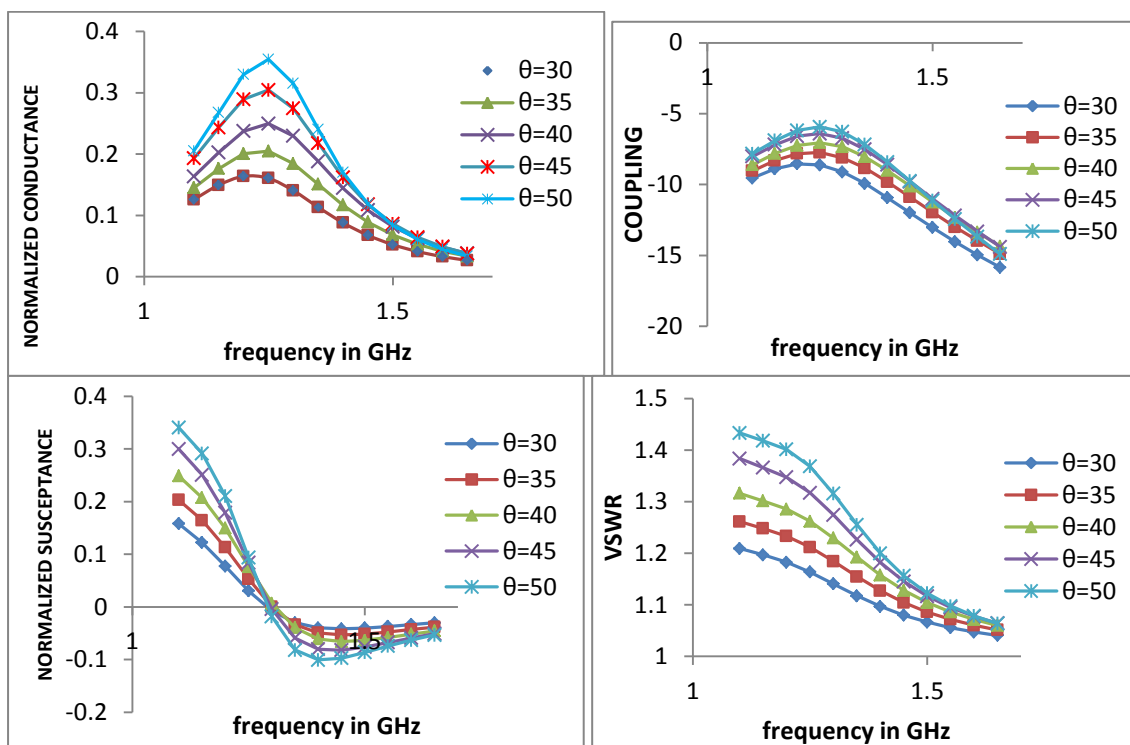 NORMALIZED CONDUCTANCE
0.4
0.3
0.2
0.1
0
1
1.5
frequency in GHz
θ=30
θ=35
θ=40
θ=45
θ=50
COUPLING
0
-5
-10
-15
-20
1
1.5
frequency in GHz
θ=30
θ=35
θ=40
θ=45
θ=50
NORMALIZED SUSCEPTANCE
0.4
0.3
0.2
0.1
0
-0.1
-0.2
1
1.5
frequency in GHz
θ=30
θ=35
θ=40
θ=45
θ=50
VSWR
1.5
1.4
1.3
1.2
1.1
1
1
1.5
frequency in GHz
θ=30
θ=35
θ=40
θ=45
θ=50